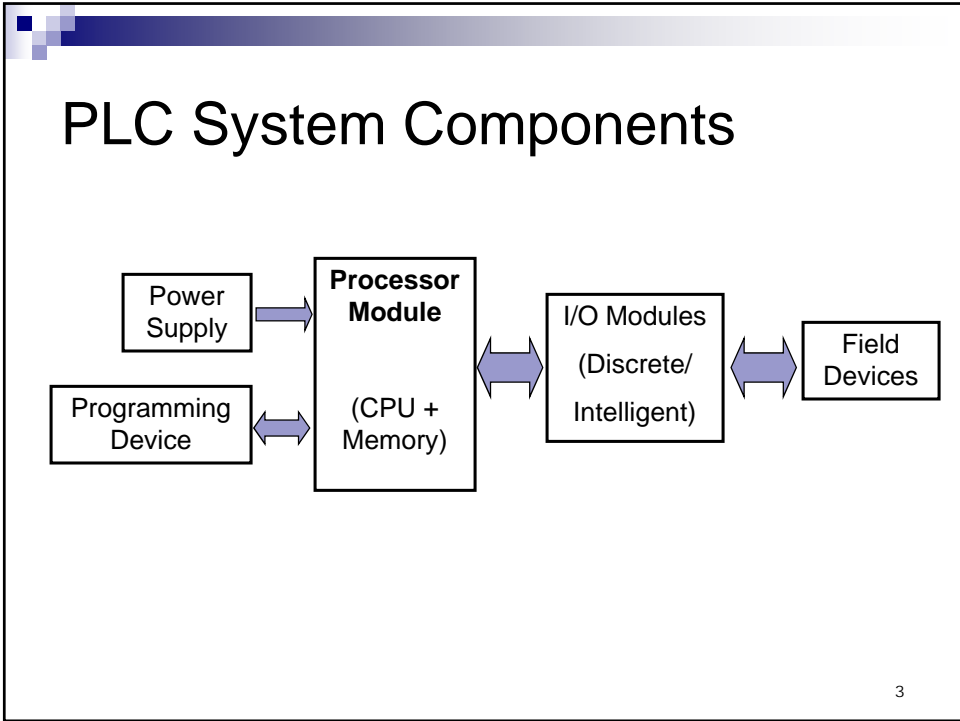 PLC System Components
Power
Supply
Programming
Device
Processor
Module
(CPU +
Memory)
I/O Modules
(Discrete/
Intelligent)
Field
Devices
3